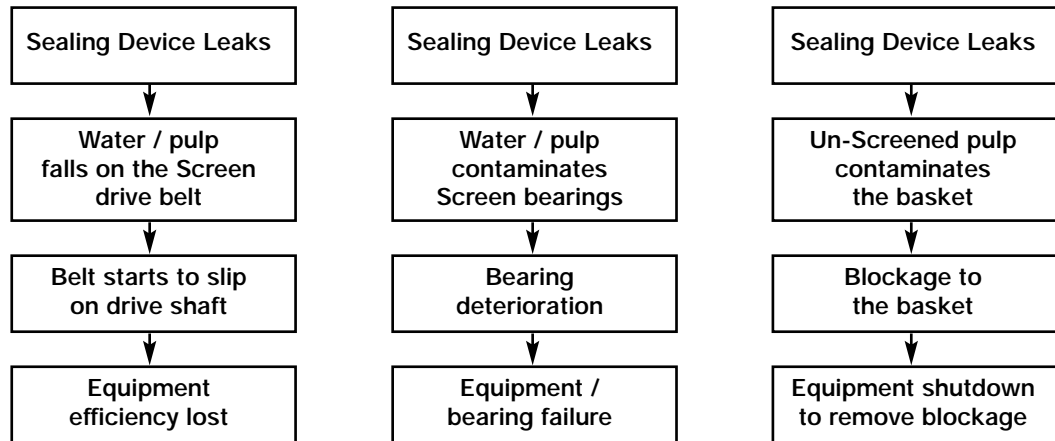 Sealing Device Leaks
Water / pulp
falls on the Screen
drive belt
Belt starts to slip
on drive shaft
Equipment
efficiency lost
Sealing Device Leaks
Water / pulp
contaminates
Screen bearings
Bearing
deterioration
Equipment /
bearing failure
Sealing Device Leaks
Un-Screened pulp
contaminates
the basket
Blockage to
the basket
Equipment shutdown
to remove blockage